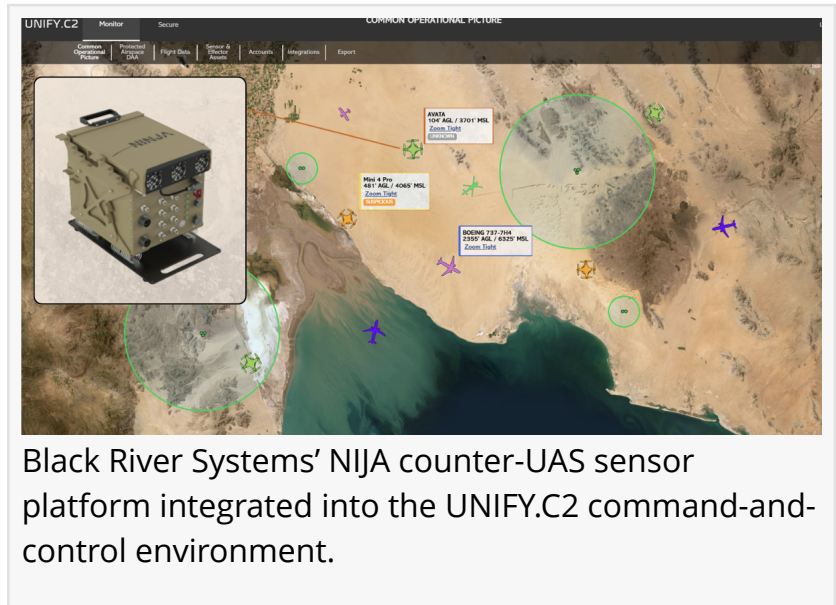 UNIFY.C2 Monitor Secure COMMON OPERATIONAL PICTURE
Common Operational Picture Protected Airspace DAA Flight Data Sensor & Effector Assets Accounts Integrations Export
NINJA
AVATA
104' AGL / 3701' MSL
Zoom Tight
UNKNOWN
Mini 4 Pro
481' AGL / 4065' MSL
Zoom Tight
SUSPICIOUS
BOEING 737-7H4
2355' AGL / 6325' MSL
Zoom Tight
Black River Systems’ NIJA counter-UAS sensor
platform integrated into the UNIFY.C2 command-and-
control environment.